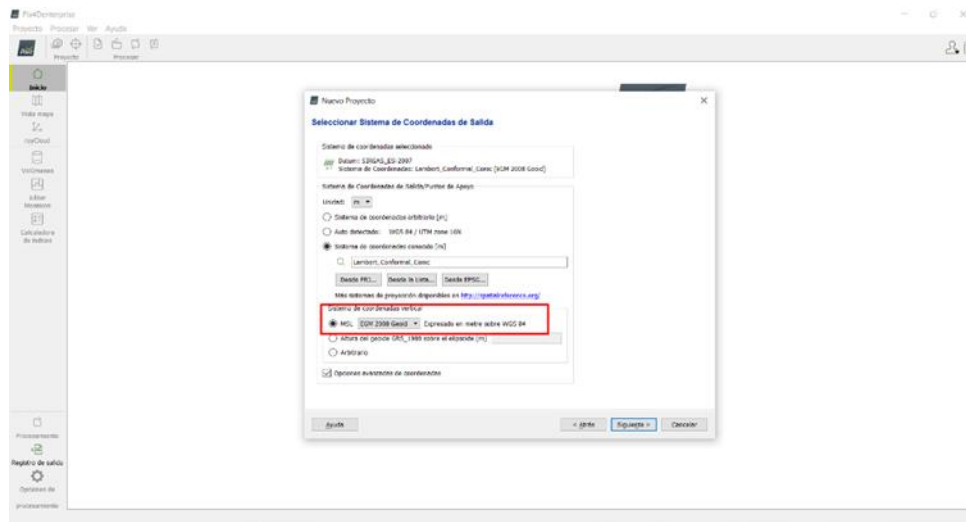 Pix4Denterprise
Proyecto Procesar Ver Ayuda
Proyecto Procesar
Inicio
Vista mapa
rayCloud
Volúmenes
Editor
Mosaicos
Calculadora
de índices
Procesamiento
Registro de salida
Opciones de
procesamiento
Nuevo Proyecto
Seleccionar Sistema de Coordenadas de Salida
Sistema de coordenadas seleccionado
Datum: SIRGAS_ES-2007
Sistema de Coordenadas: Lambert_Conformal_Conic [EGM 2008 Geoid]
Sistema de Coordenadas de Salida/Puntos de Apoyo
Unidad: m
Sistema de coordenadas arbitrario [m]
Auto detectado: WGS 84 / UTM zone 16N
Sistema de coordenadas conocido [m]
Lambert_Conformal_Conic
Desde PRJ... Desde la Lista... Desde EPSG...
Más sistemas de proyección disponibles en http://spatialreference.org/
Sistema de coordenadas vertical
MSL EGM 2008 Geoid Expresado en metre sobre WGS 84
Altura del geoide GRS_1980 sobre el elipsoide [m]
Arbitrario
Opciones avanzadas de coordenadas
Ayuda < Atrás Siguiente > Cancelar